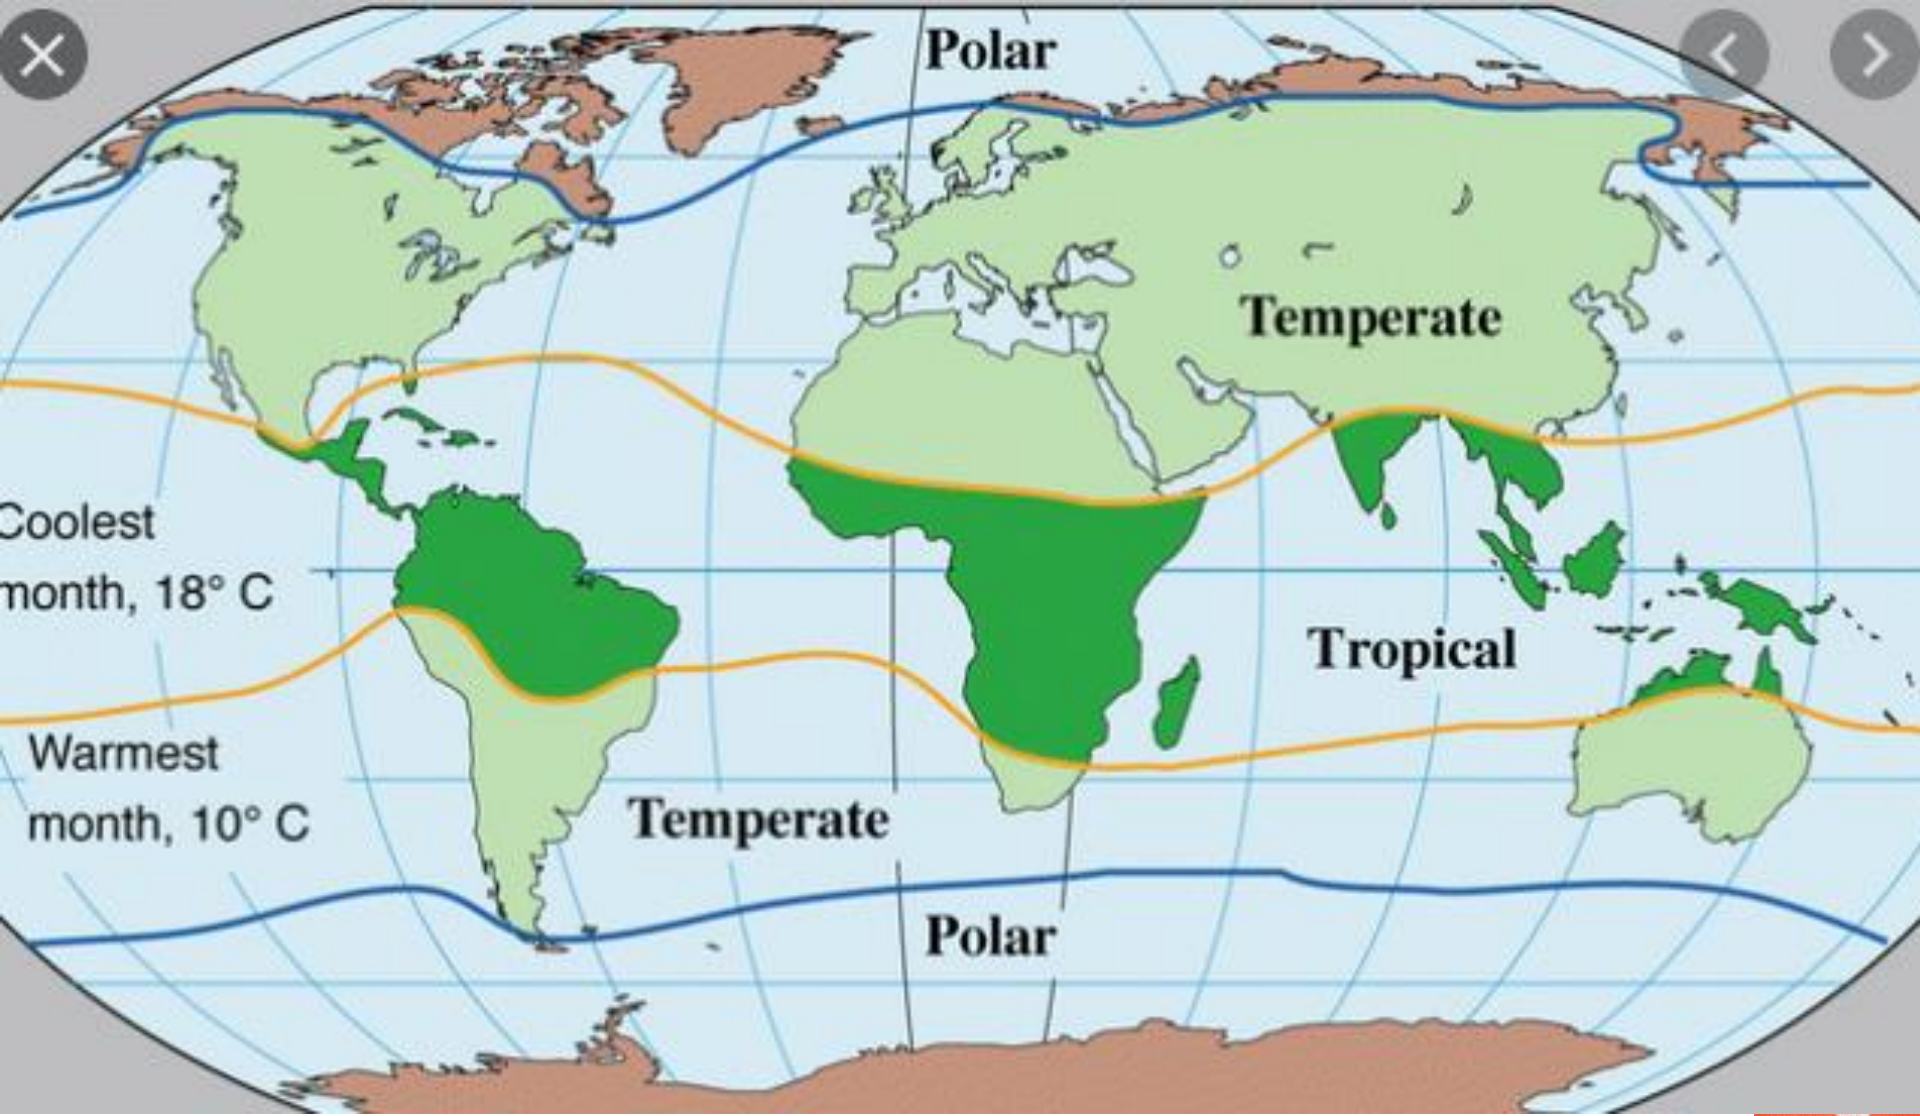 Polar
Temperate
Coolest
month, 18° C
Tropical
Warmest
month, 10° C
Temperate
Polar